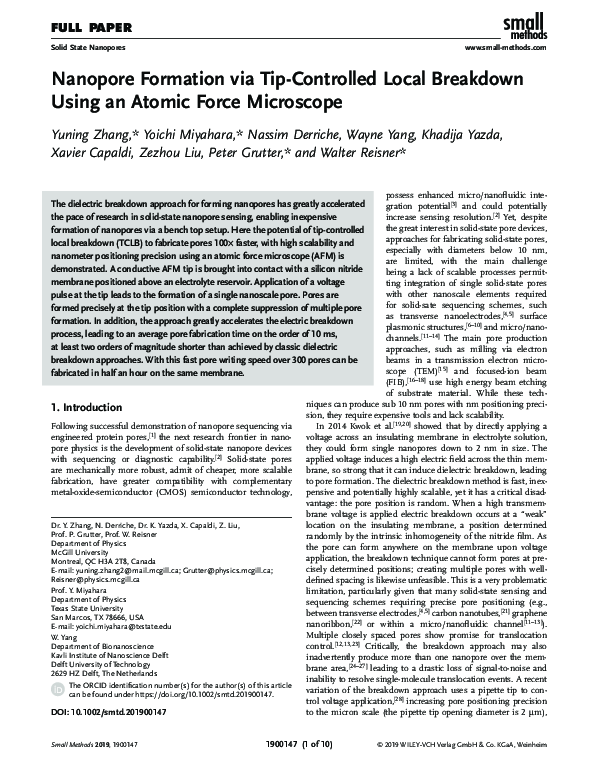 FULL PAPER
small
methods
Solid State Nanopores
www.small-methods.com
Nanopore Formation via Tip-Controlled Local Breakdown
Using an Atomic Force Microscope
Yuning Zhang,* Yoichi Miyahara,* Nassim Derriche, Wayne Yang, Khadija Yazda,
Xavier Capaldi, Zezhou Liu, Peter Grutter,* and Walter Reisner*
The dielectric breakdown approach for forming nanopores has greatly accelerated
the pace of research in solid-state nanopore sensing, enabling inexpensive
formation of nanopores via a bench top setup. Here the potential of tip-controlled
local breakdown (TCLB) to fabricate pores 100× faster, with high scalability and
nanometer positioning precision using an atomic force microscope (AFM) is
demonstrated. A conductive AFM tip is brought into contact with a silicon nitride
membrane positioned above an electrolyte reservoir. Application of a voltage
pulse at the tip leads to the formation of a single nanoscale pore. Pores are
formed precisely at the tip position with a complete suppression of multiple pore
formation. In addition, the approach greatly accelerates the electric breakdown
process, leading to an average pore fabrication time on the order of 10 ms,
at least two orders of magnitude shorter than achieved by classic dielectric
breakdown approaches. With this fast pore writing speed over 300 pores can be
fabricated in half an hour on the same membrane.
1. Introduction
Following successful demonstration of nanopore sequencing via
engineered protein pores,[1] the next research frontier in nano-
pore physics is the development of solid-state nanopore devices
with sequencing or diagnostic capability.[2] Solid-state pores
are mechanically more robust, admit of cheaper, more scalable
fabrication, have greater compatibility with complementary
metal-oxide-semiconductor (CMOS) semiconductor technology,
Dr. Y. Zhang, N. Derriche, Dr. K. Yazda, X. Capaldi, Z. Liu,
Prof. P. Grutter, Prof. W. Reisner
Department of Physics
McGill University
Montreal, QC H3A 2T8, Canada
E-mail: yuning.zhang2@mail.mcgill.ca; Grutter@physics.mcgill.ca;
Reisner@physics.mcgill.ca
Prof. Y. Miyahara
Department of Physics
Texas State University
San Marcos, TX 78666, USA
E-mail: yoichi.miyahara@txstate.edu
W. Yang
Department of Bionanoscience
Kavli Institute of Nanoscience Delft
Delft University of Technology
2629 HZ Delft, The Netherlands
iD The ORCID identification number(s) for the author(s) of this article
can be found under https://doi.org/10.1002/smtd.201900147.
DOI: 10.1002/smtd.201900147
possess enhanced micro/nanofluidic inte-
gration potential[3] and could potentially
increase sensing resolution.[2] Yet, despite
the great interest in solid-state pore devices,
approaches for fabricating solid-state pores,
especially with diameters below 10 nm,
are limited, with the main challenge
being a lack of scalable processes permit-
ting integration of single solid-state pores
with other nanoscale elements required
for solid-state sequencing schemes, such
as transverse nanoelectrodes,[4,5] surface
plasmonic structures,[6–10] and micro/nano-
channels.[11–14] The main pore production
approaches, such as milling via electron
beams in a transmission electron micro-
scope (TEM)[15] and focused-ion beam
(FIB),[16–18] use high energy beam etching
of substrate material. While these tech-
niques can produce sub 10 nm pores with nm positioning preci-
sion, they require expensive tools and lack scalability.
In 2014 Kwok et al.[19,20] showed that by directly applying a
voltage across an insulating membrane in electrolyte solution,
they could form single nanopores down to 2 nm in size. The
applied voltage induces a high electric field across the thin mem-
brane, so strong that it can induce dielectric breakdown, leading
to pore formation. The dielectric breakdown method is fast, inex-
pensive and potentially highly scalable, yet it has a critical disad-
vantage: the pore position is random. When a high transmem-
brane voltage is applied electric breakdown occurs at a “weak”
location on the insulating membrane, a position determined
randomly by the intrinsic inhomogeneity of the nitride film. As
the pore can form anywhere on the membrane upon voltage
application, the breakdown technique cannot form pores at pre-
cisely determined positions; creating multiple pores with well-
defined spacing is likewise unfeasible. This is a very problematic
limitation, particularly given that many solid-state sensing and
sequencing schemes requiring precise pore positioning (e.g.,
between transverse electrodes,[4,5] carbon nanotubes,[21] graphene
nanoribbon,[22] or within a micro/nanofluidic channel[11–13]).
Multiple closely spaced pores show promise for translocation
control.[12,13,23] Critically, the breakdown approach may also
inadvertently produce more than one nanopore over the mem-
brane area,[24–27] leading to a drastic loss of signal-to-noise and
inability to resolve single-molecule translocation events. A recent
variation of the breakdown approach uses a pipette tip to con-
trol voltage application,[28] increasing pore positioning precision
to the micron scale (the pipette tip opening diameter is 2 µm),
Small Methods 2019, 1900147
1900147 (1 of 10)
© 2019 WILEY-VCH Verlag GmbH & Co. KGaA, Weinheim